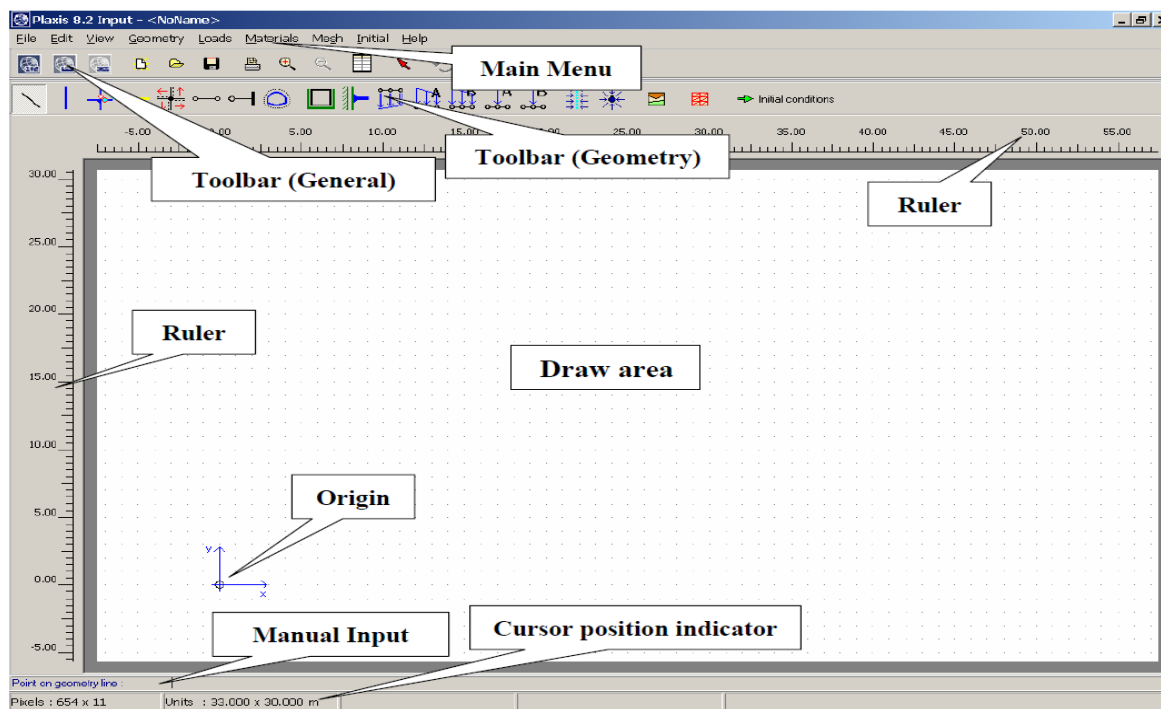 Plaxis 8.2 Input - <NoName>
File Edit View Geometry Loads Materials Mesh Initial Help
Main Menu
A B A B
Initial conditions
Toolbar (Geometry)
-5.00 0.00 5.00 10.00 15.00 20.00 25.00 30.00 35.00 40.00 45.00 50.00 55.00
Toolbar (General)
Ruler
30.00
25.00
20.00
Ruler
15.00
Draw area
10.00
Origin
5.00
y
0.00
x
Manual Input
Cursor position indicator
-5.00
Point on geometry line :
Pixels : 654 x 11 Units : 33.000 x 30.000 m